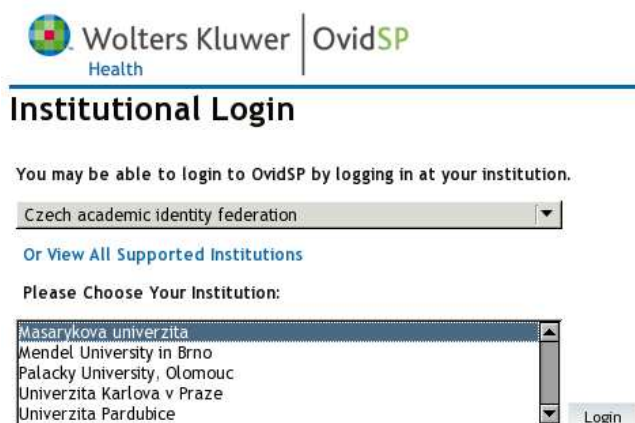 Wolters Kluwer
Health
OvidSP
Institutional Login
You may be able to login to OvidSP by logging in at your institution.
Czech academic identity federation
Or View All Supported Institutions
Please Choose Your Institution:
Masarykova univerzita
Mendel University in Brno
Palacky University, Olomouc
Univerzita Karlova v Praze
Univerzita Pardubice
Login